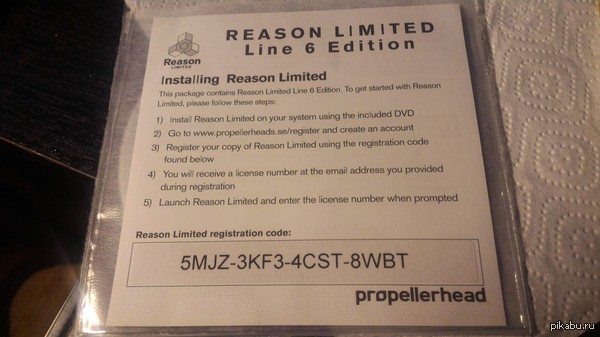 REASON LIMITED
Line 6 Edition
Reason
LIMITED
Installing Reason Limited
This package contains Reason Limited Line 6 Edition. To get started with Reason
Limited, please follow these steps:
1) Install Reason Limited on your system using the included DVD
2) Go to www.propellerheads.se/register and create an account
3) Register your copy of Reason Limited using the registration code
found below
4) You will receive a license number at the email address you provided
during registration
5) Launch Reason Limited and enter the license number when prompted
Reason Limited registration code:
5MJZ-3KF3-4CST-8WBT
propellerhead
pikabu.ru